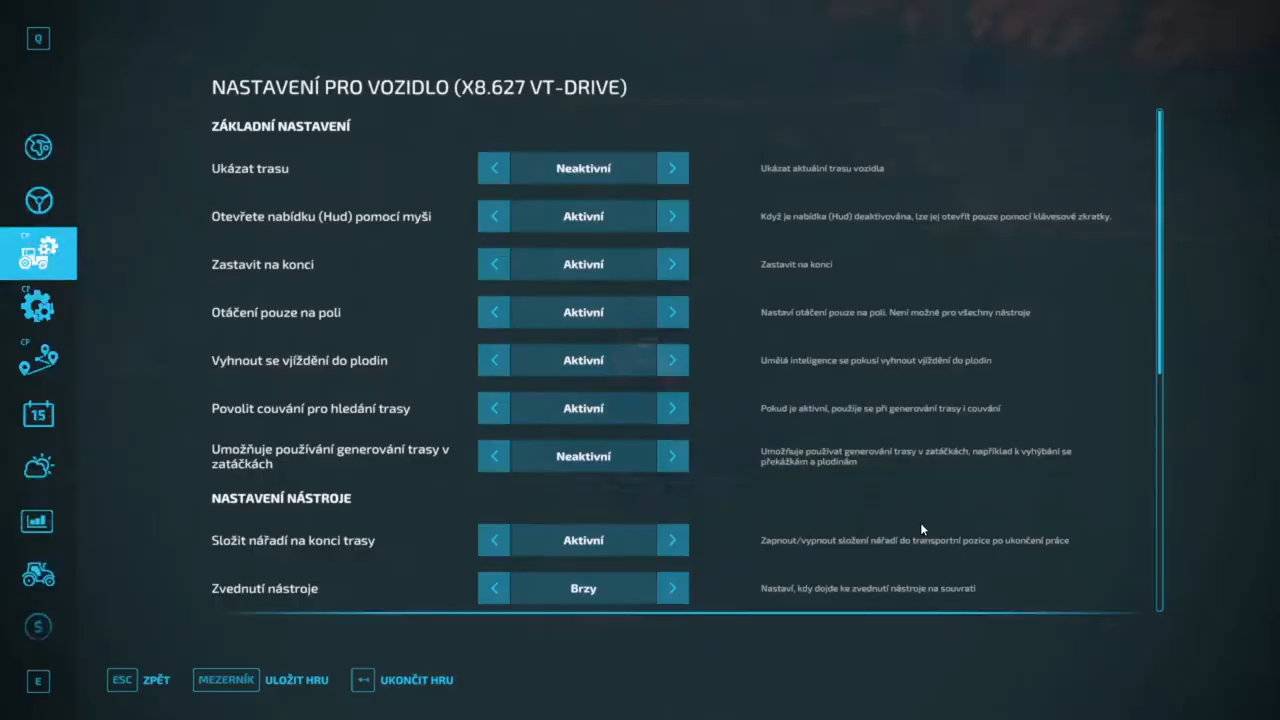 Q
NASTAVENÍ PRO VOZIDLO (X8.627 VT-DRIVE)
ZÁKLADNÍ NASTAVENÍ
Ukázat trasu
Neaktivní
Ukázat aktuální trasu vozidla
Otevřete nabídku (Hud) pomocí myši
Aktivní
Když je nabídka (Hud) deaktivována, lze jej otevřít pouze pomocí klávesové zkratky.
CP
Zastavit na konci
Aktivní
Zastavit na konci
CP
Otáčení pouze na poli
Aktivní
Nastaví otáčení pouze na poli. Není možné pro všechny nástroje
CP
Vyhnout se vjíždění do plodin
Aktivní
Umělá inteligence se pokusí vyhnout vjíždění do plodin
15
Povolit couvání pro hledání trasy
Aktivní
Pokud je aktivní, použije se při generování trasy i couvání
Umožňuje používání generování trasy v
zatáčkách
Neaktivní
Umožňuje používat generování trasy v zatáčkách, například k vyhýbání se
překážkám a plodinám
NASTAVENÍ NÁSTROJE
Složit nářadí na konci trasy
Aktivní
Zapnout/vypnout složení nářadí do transportní pozice po ukončení práce
Zvednutí nástroje
Brzy
Nastaví, kdy dojde ke zvednutí nástroje na souvrati
$
E
ESC ZPĚT MEZERNÍK ULOŽIT HRU UKONČIT HRU